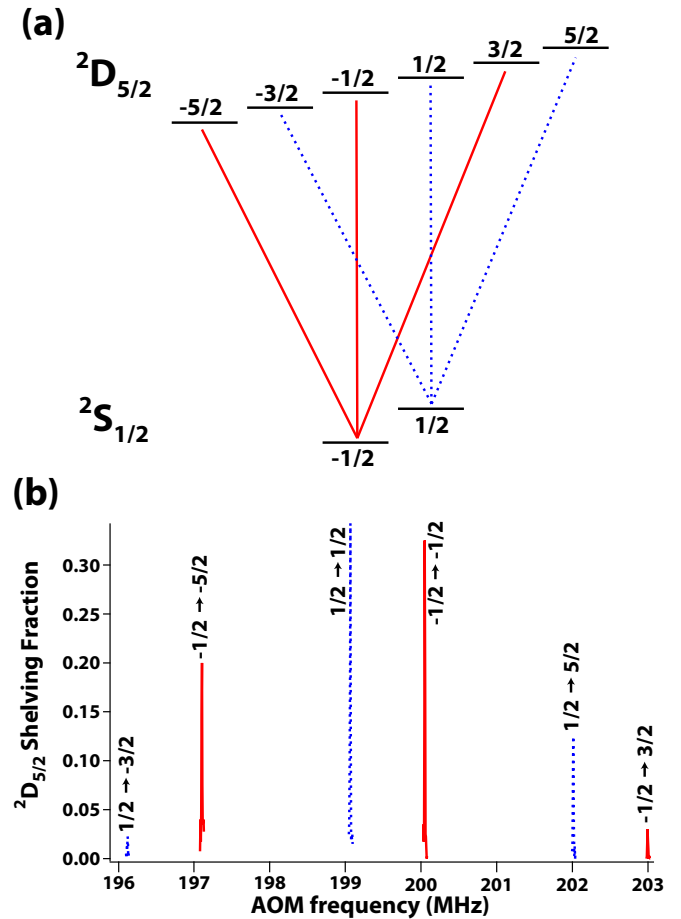 (a)
²D₅/₂
-5/2
-3/2
-1/2
1/2
3/2
5/2
²S₁/₂
-1/2
1/2
(b)
²D₅/₂ Shelving Fraction
0.30
0.25
0.20
0.15
0.10
0.05
0.00
1/2 → -3/2
-1/2 → -5/2
1/2 → 1/2
-1/2 → -1/2
1/2 → 5/2
-1/2 → 3/2
196 197 198 199 200 201 202 203
AOM frequency (MHz)